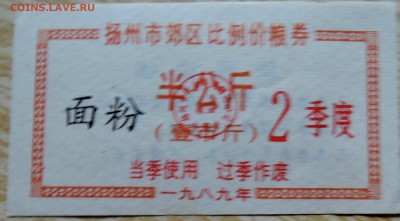 COINS.LAVE.RU
扬州市郊区比例价粮券
面粉 半公斤 2季度
(壹市斤)
当季使用 过季作废
一九八九年